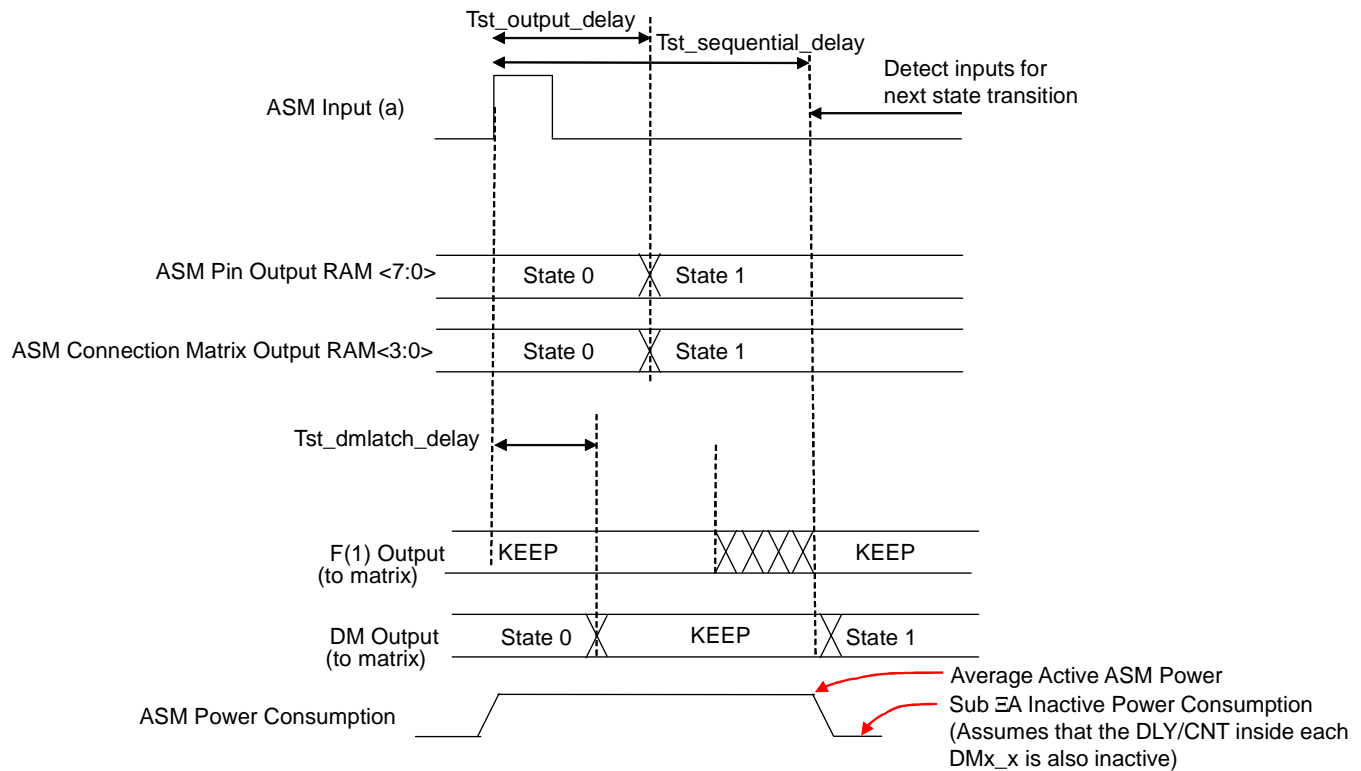 Tst_output_delay
Tst_sequential_delay
Detect inputs for
next state transition
ASM Input (a)
ASM Pin Output RAM <7:0>
State 0
State 1
ASM Connection Matrix Output RAM<3:0>
State 0
State 1
Tst_dmlatch_delay
F(1) Output
(to matrix)
KEEP
KEEP
DM Output
(to matrix)
State 0
KEEP
State 1
ASM Power Consumption
Average Active ASM Power
Sub ΞA Inactive Power Consumption
(Assumes that the DLY/CNT inside each
DMx_x is also inactive)